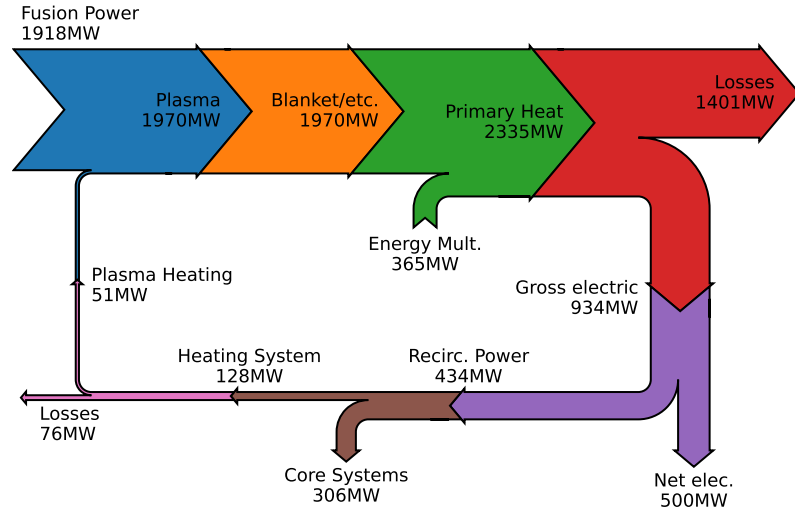 Fusion Power
1918MW
Plasma
1970MW
Blanket/etc.
1970MW
Primary Heat
2335MW
Losses
1401MW
Energy Mult.
365MW
Plasma Heating
51MW
Gross electric
934MW
Heating System
128MW
Recirc. Power
434MW
Losses
76MW
Core Systems
306MW
Net elec.
500MW